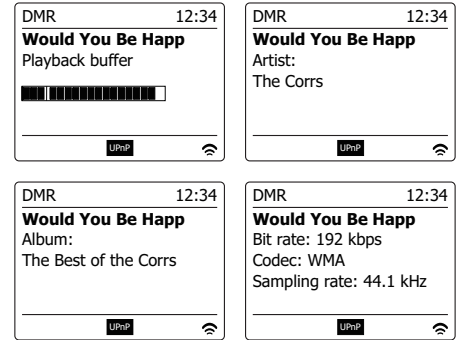 DMR 12:34
Would You Be Happ
Playback buffer
UPnP
DMR 12:34
Would You Be Happ
Artist:
The Corrs
UPnP
DMR 12:34
Would You Be Happ
Album:
The Best of the Corrs
UPnP
DMR 12:34
Would You Be Happ
Bit rate: 192 kbps
Codec: WMA
Sampling rate: 44.1 kHz
UPnP